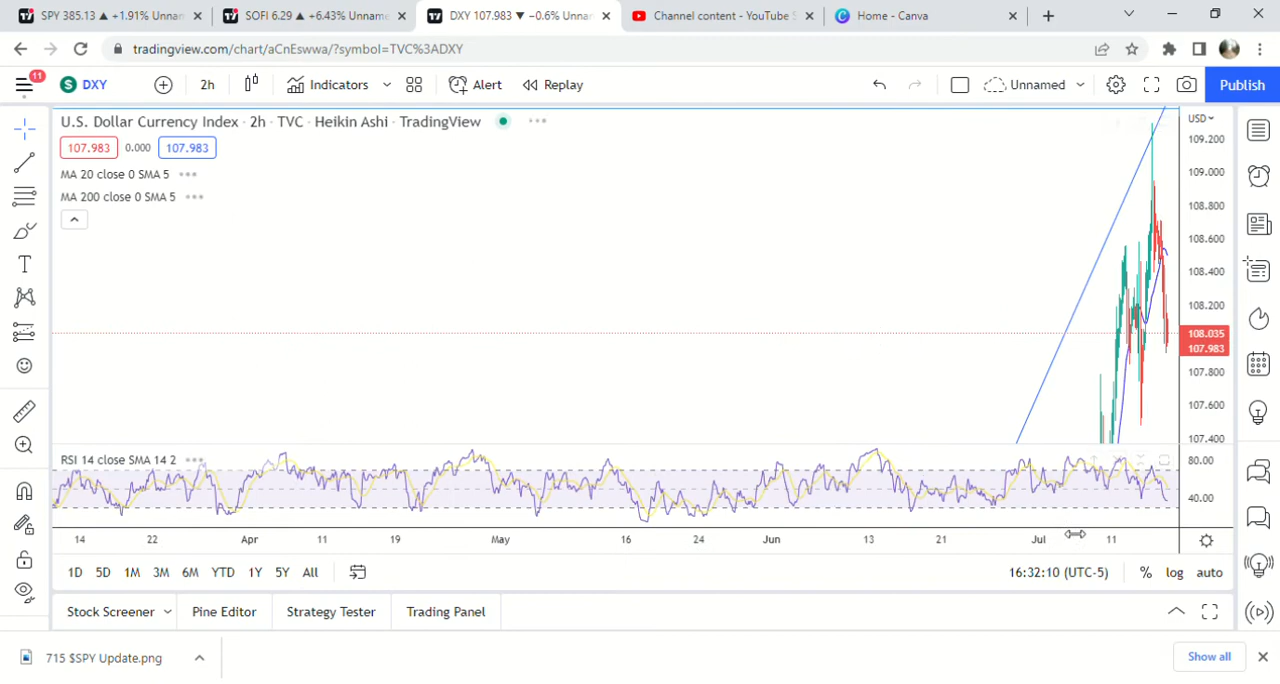 SPY 385.13 ▲ +1.91% Unnam
SOFI 6.29 ▲ +6.43% Unname
DXY 107.983 ▼ −0.6% Unnan
Channel content - YouTube S
Home - Canva
tradingview.com/chart/aCnEswwa/?symbol=TVC%3ADXY
11
S
DXY
2h
Indicators
Alert
Replay
Unnamed
Publish
U.S. Dollar Currency Index · 2h · TVC · Heikin Ashi · TradingView
107.983
0.000
107.983
MA 20 close 0 SMA 5
MA 200 close 0 SMA 5
USD
109.200
109.000
108.800
108.600
108.400
108.200
108.035
107.983
107.800
107.600
107.400
RSI 14 close SMA 14 2
80.00
40.00
14 22 Apr 11 19 May 16 24 Jun 13 21 Jul 11
1D 5D 1M 3M 6M YTD 1Y 5Y All
16:32:10 (UTC-5)
% log auto
Stock Screener
Pine Editor
Strategy Tester
Trading Panel
715 $SPY Update.png
Show all